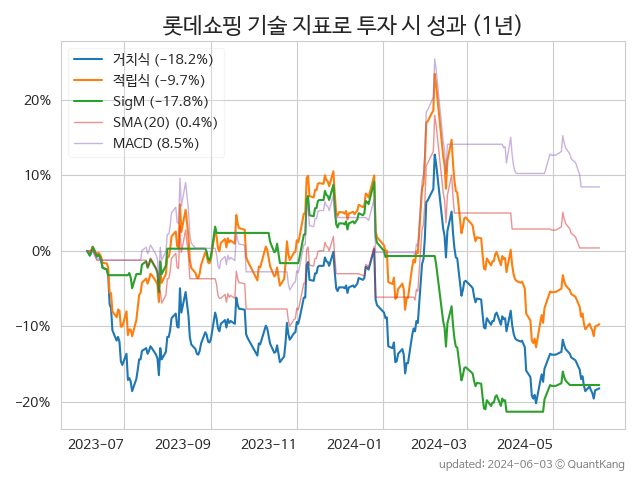 롯데쇼핑 기술 지표로 투자 시 성과 (1년)
거치식 (−18.2%)
적립식 (−9.7%)
SigM (−17.8%)
SMA(20) (0.4%)
MACD (8.5%)
20%
10%
0%
−10%
−20%
2023−07
2023−09
2023−11
2024−01
2024−03
2024−05
updated: 2024−06−03 ⓒ QuantKang